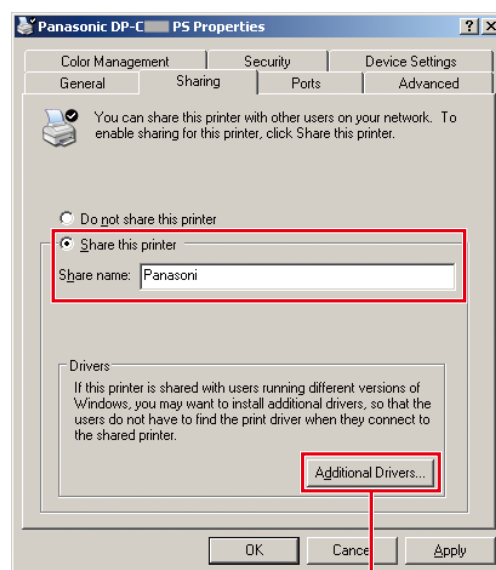 Panasonic DP-C PS Properties
Color Management Security Device Settings
General Sharing Ports Advanced
You can share this printer with other users on your network. To
enable sharing for this printer, click Share this printer.
Do not share this printer
Share this printer
Share name: Panasoni
Drivers
If this printer is shared with users running different versions of
Windows, you may want to install additional drivers, so that the
users do not have to find the print driver when they connect to
the shared printer.
Additional Drivers...
OK Cancel Apply